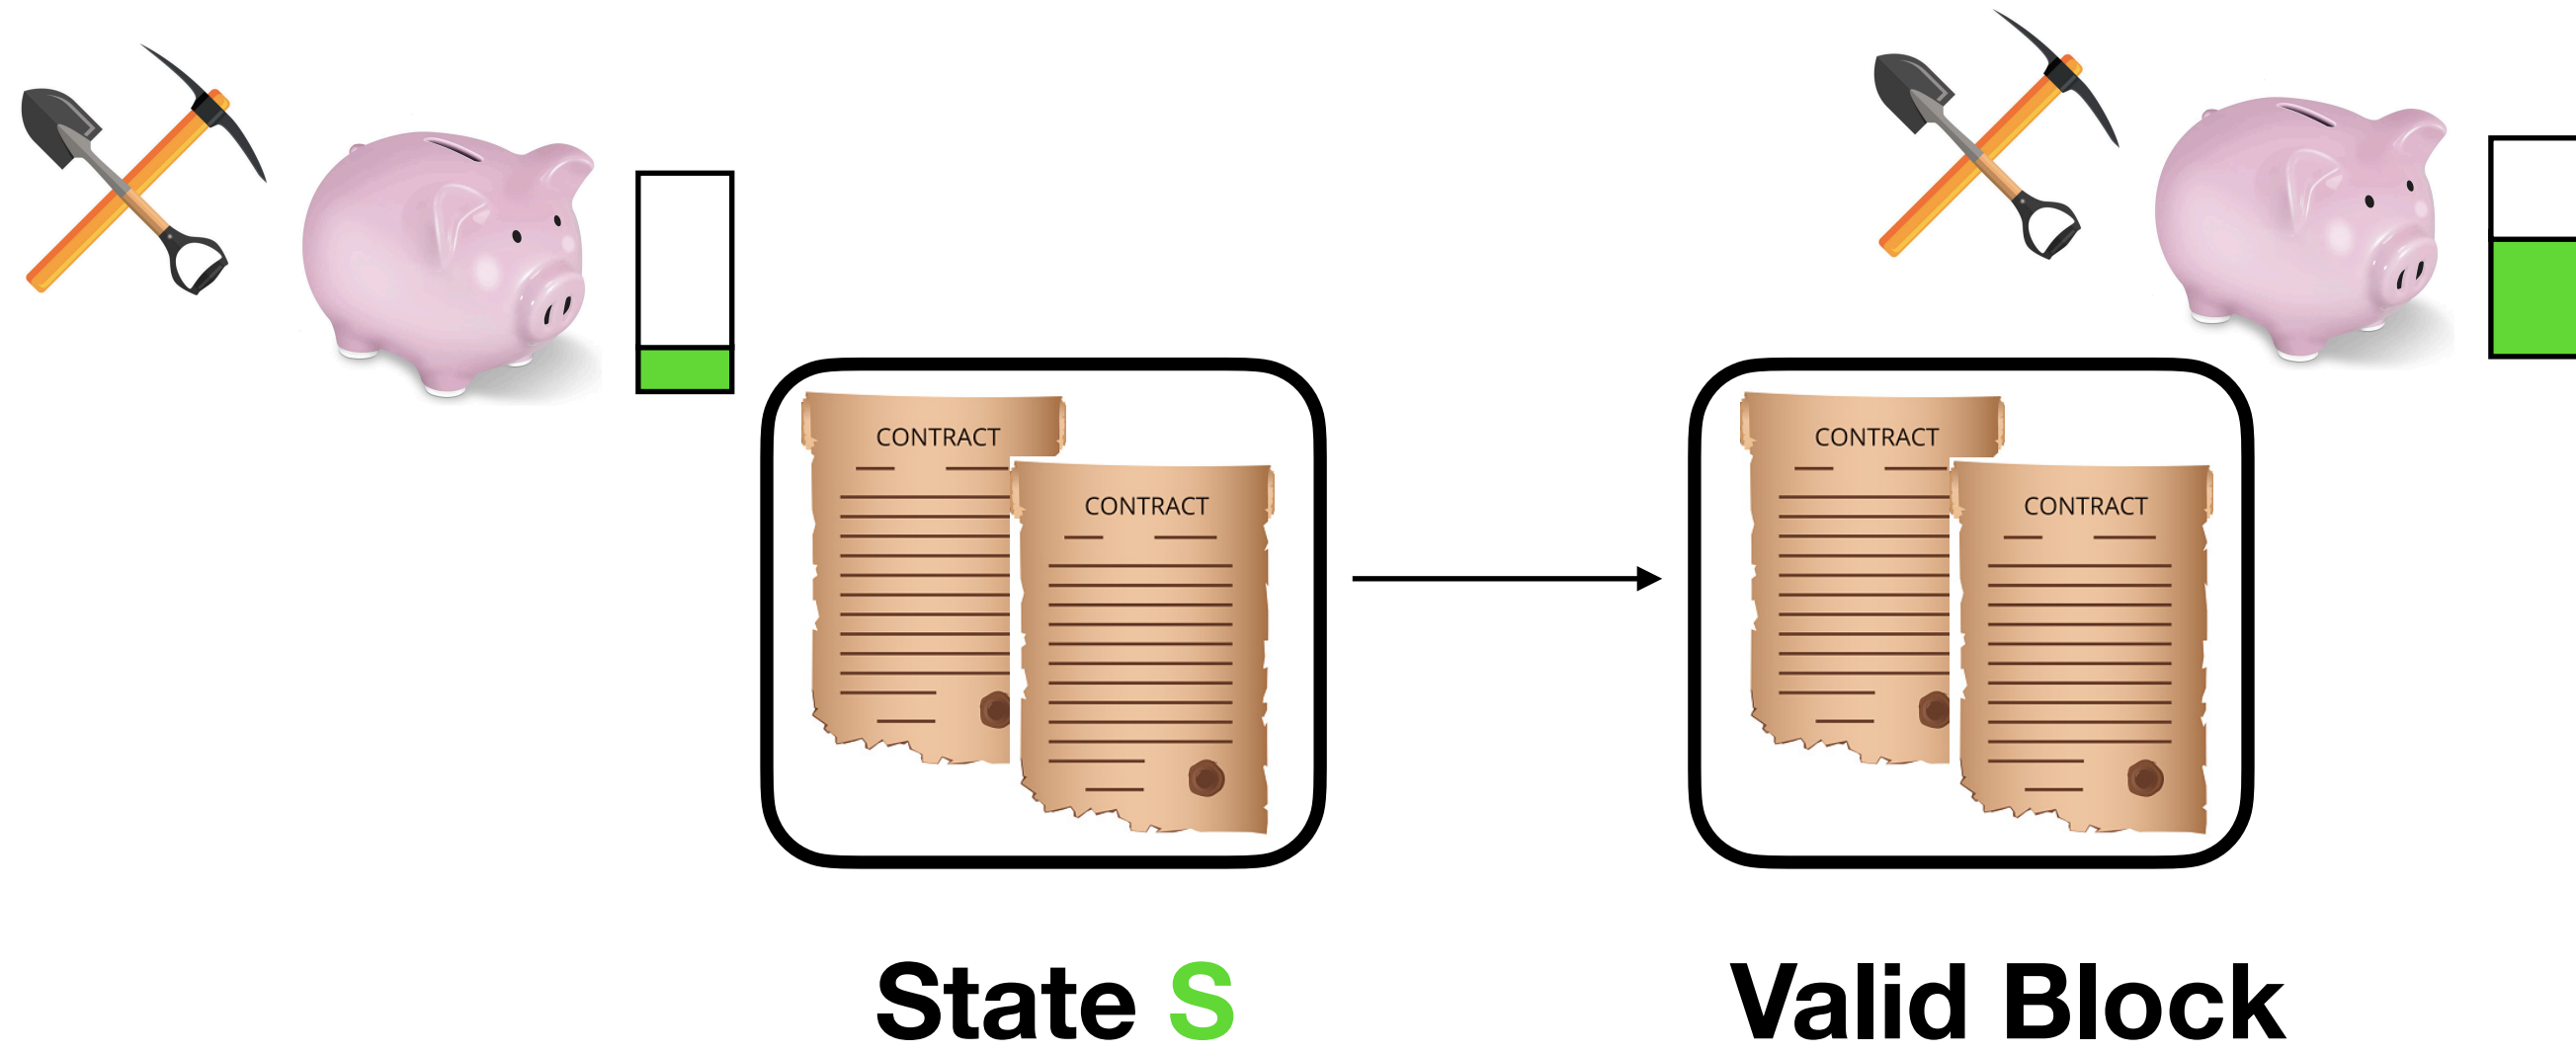 CONTRACT
CONTRACT
CONTRACT
CONTRACT
State S
Valid Block